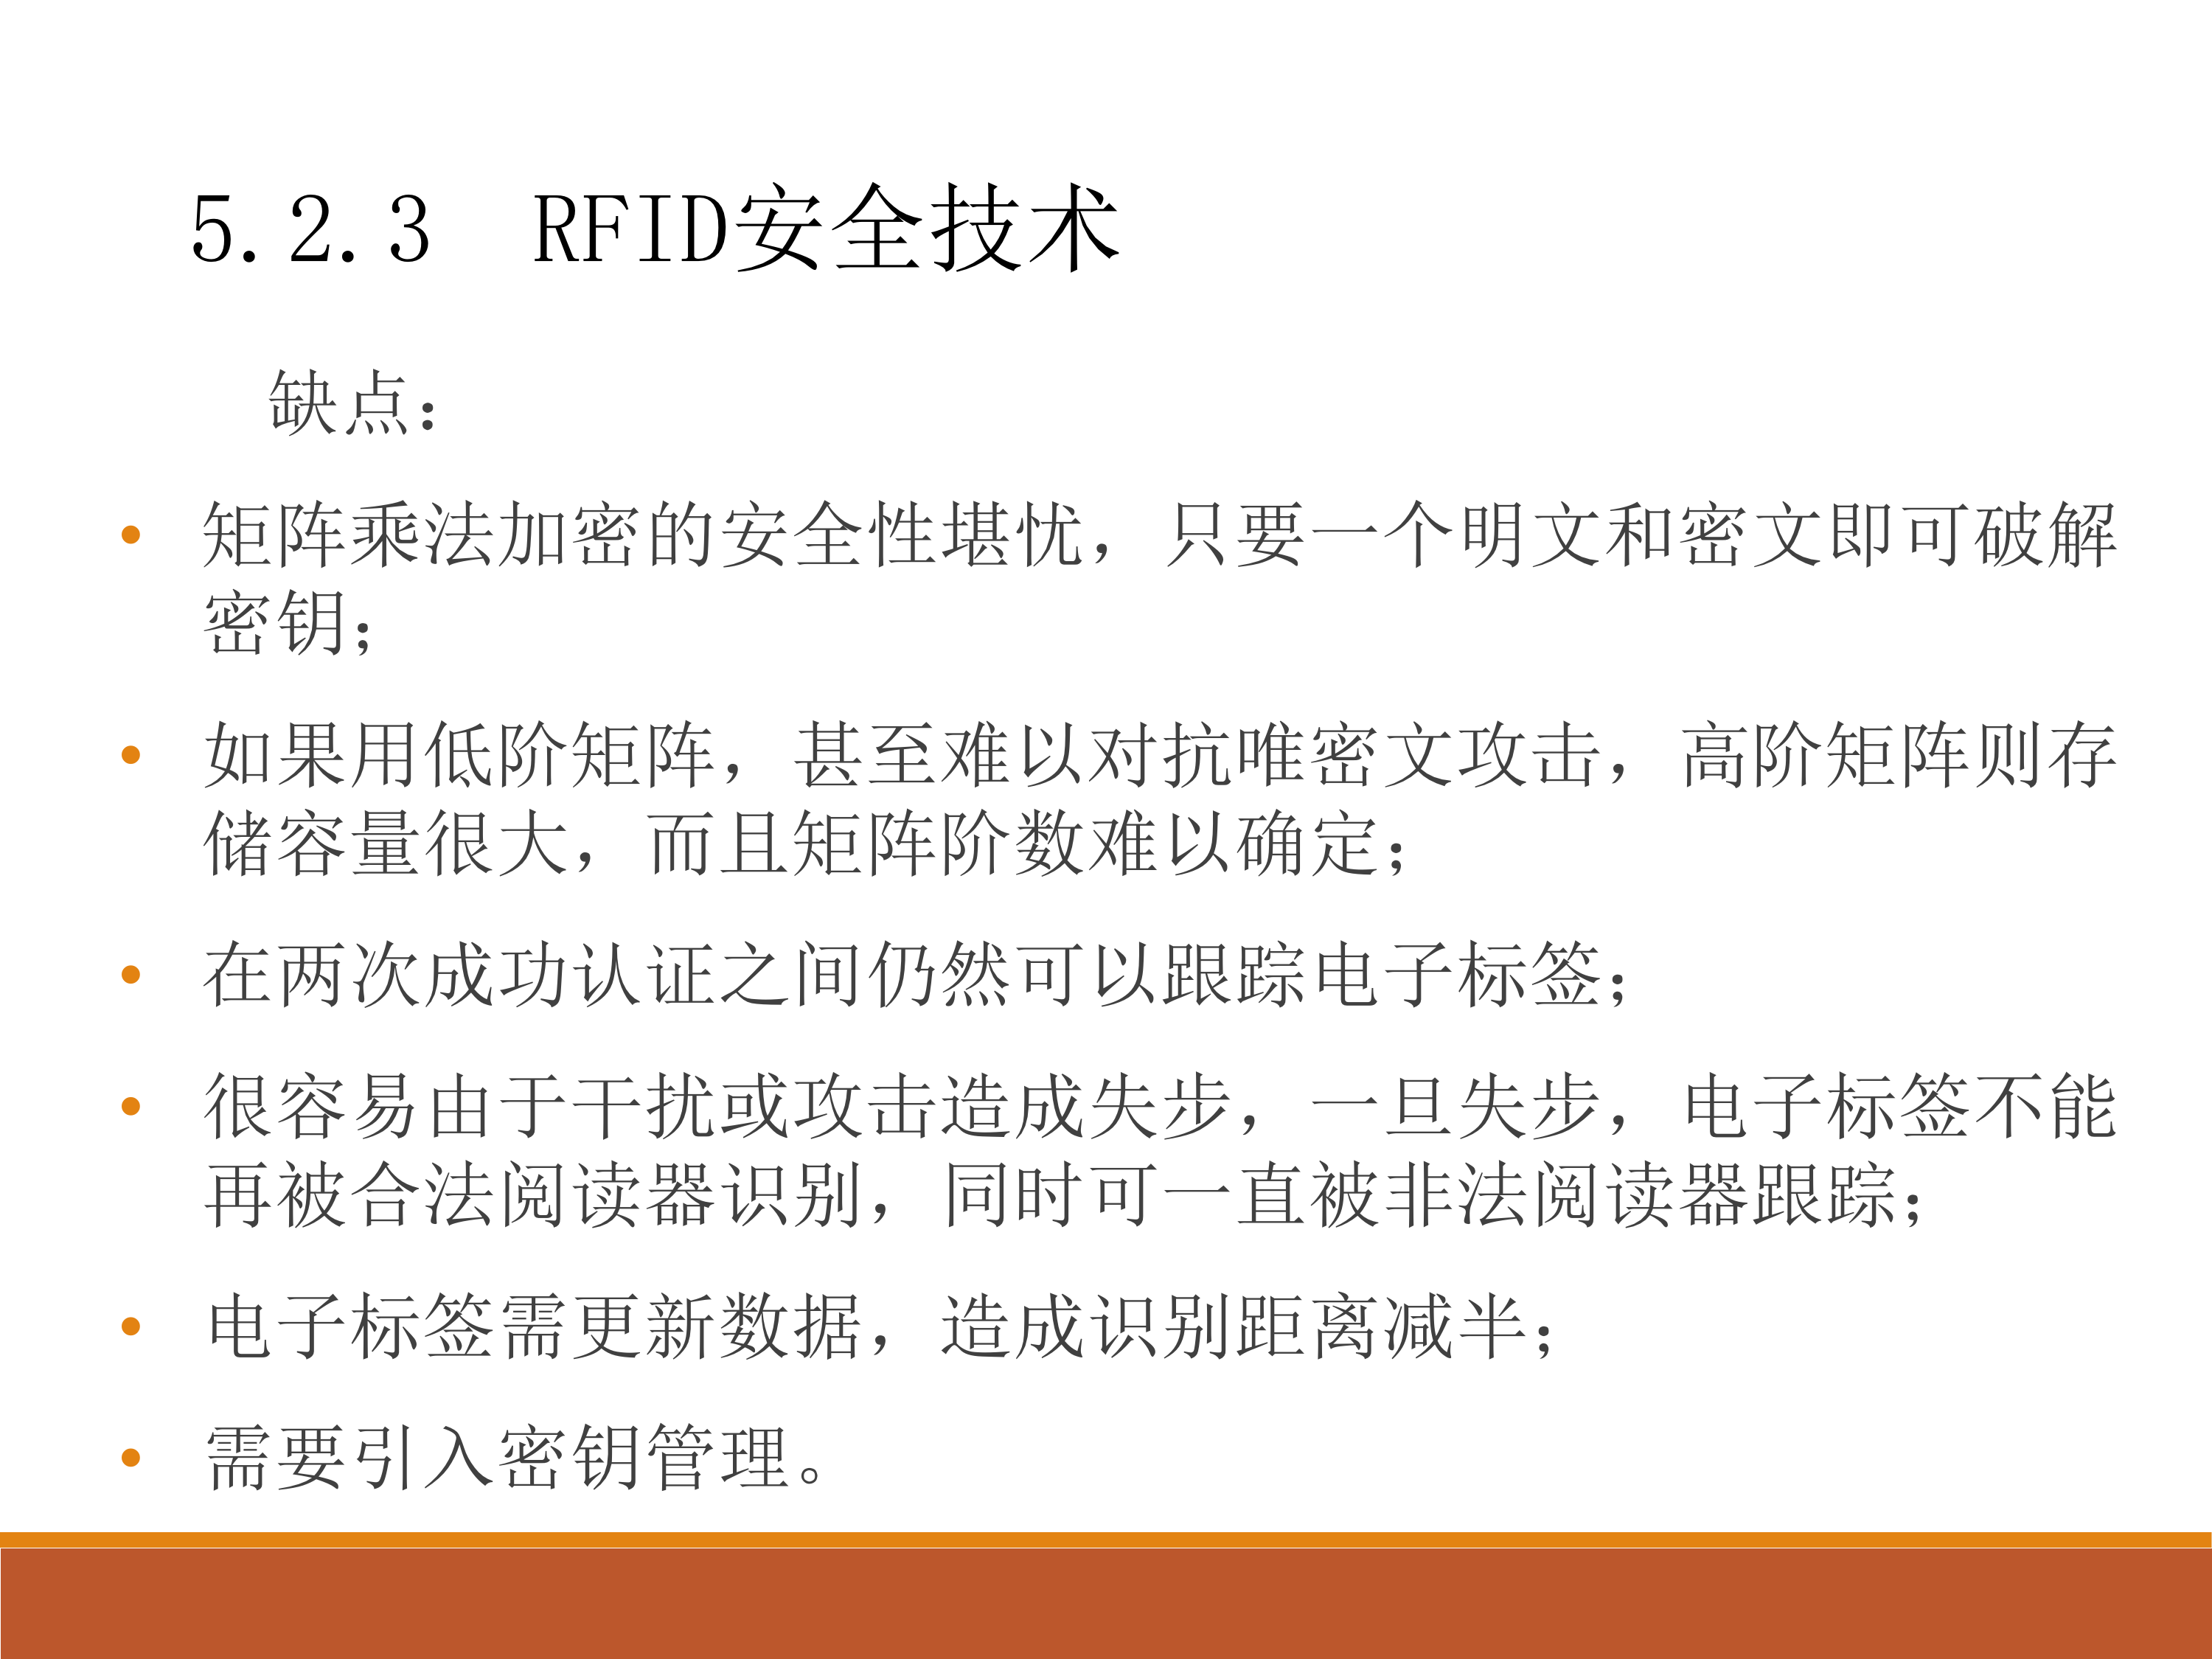 5.2.3 RFID安全技术
缺点：
矩阵乘法加密的安全性堪忧，只要一个明文和密文即可破解
密钥；
如果用低阶矩阵，甚至难以对抗唯密文攻击，高阶矩阵则存
储容量很大，而且矩阵阶数难以确定；
在两次成功认证之间仍然可以跟踪电子标签；
很容易由于干扰或攻击造成失步，一旦失步，电子标签不能
再被合法阅读器识别，同时可一直被非法阅读器跟踪；
电子标签需更新数据，造成识别距离减半；
需要引入密钥管理。